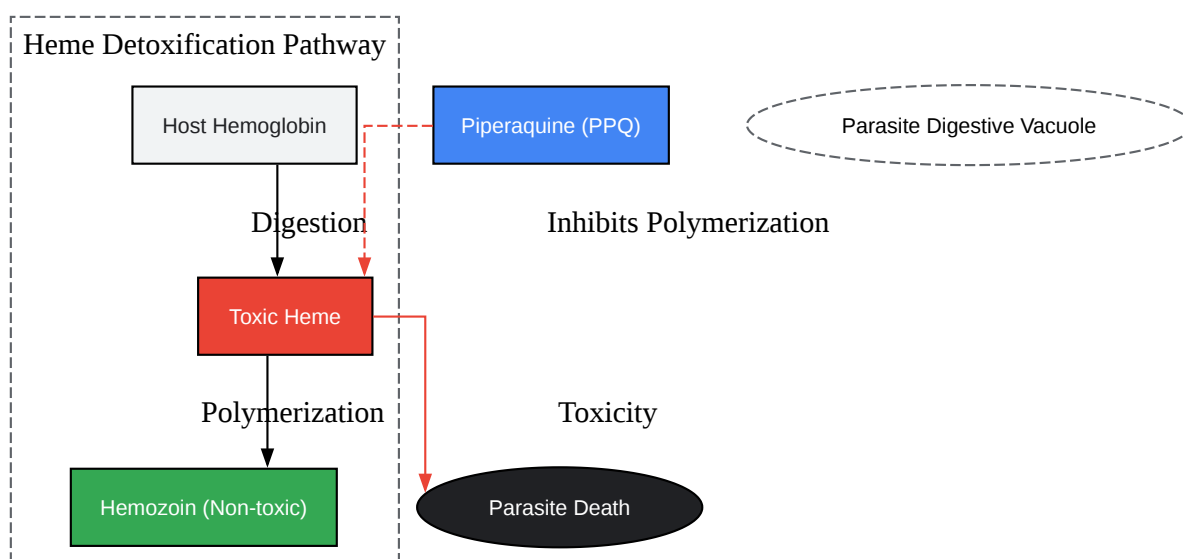 Heme Detoxification Pathway
Host Hemoglobin
Piperaquine (PPQ)
Parasite Digestive Vacuole
Digestion
Inhibits Polymerization
Toxic Heme
Polymerization
Toxicity
Hemozoin (Non-toxic)
Parasite Death